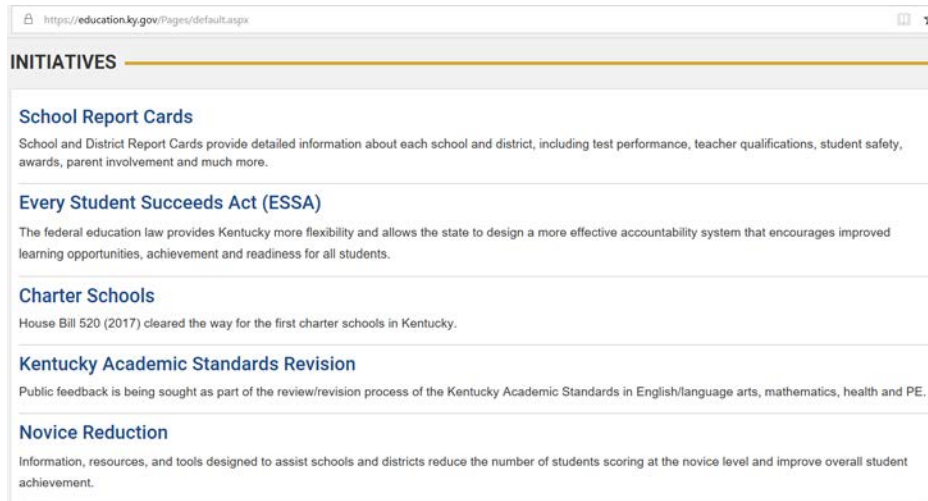 https://education.ky.gov/Pages/default.aspx
INITIATIVES
School Report Cards
School and District Report Cards provide detailed information about each school and district, including test performance, teacher qualifications, student safety,
awards, parent involvement and much more.
Every Student Succeeds Act (ESSA)
The federal education law provides Kentucky more flexibility and allows the state to design a more effective accountability system that encourages improved
learning opportunities, achievement and readiness for all students.
Charter Schools
House Bill 520 (2017) cleared the way for the first charter schools in Kentucky.
Kentucky Academic Standards Revision
Public feedback is being sought as part of the review/revision process of the Kentucky Academic Standards in English/language arts, mathematics, health and PE.
Novice Reduction
Information, resources, and tools designed to assist schools and districts reduce the number of students scoring at the novice level and improve overall student
achievement.